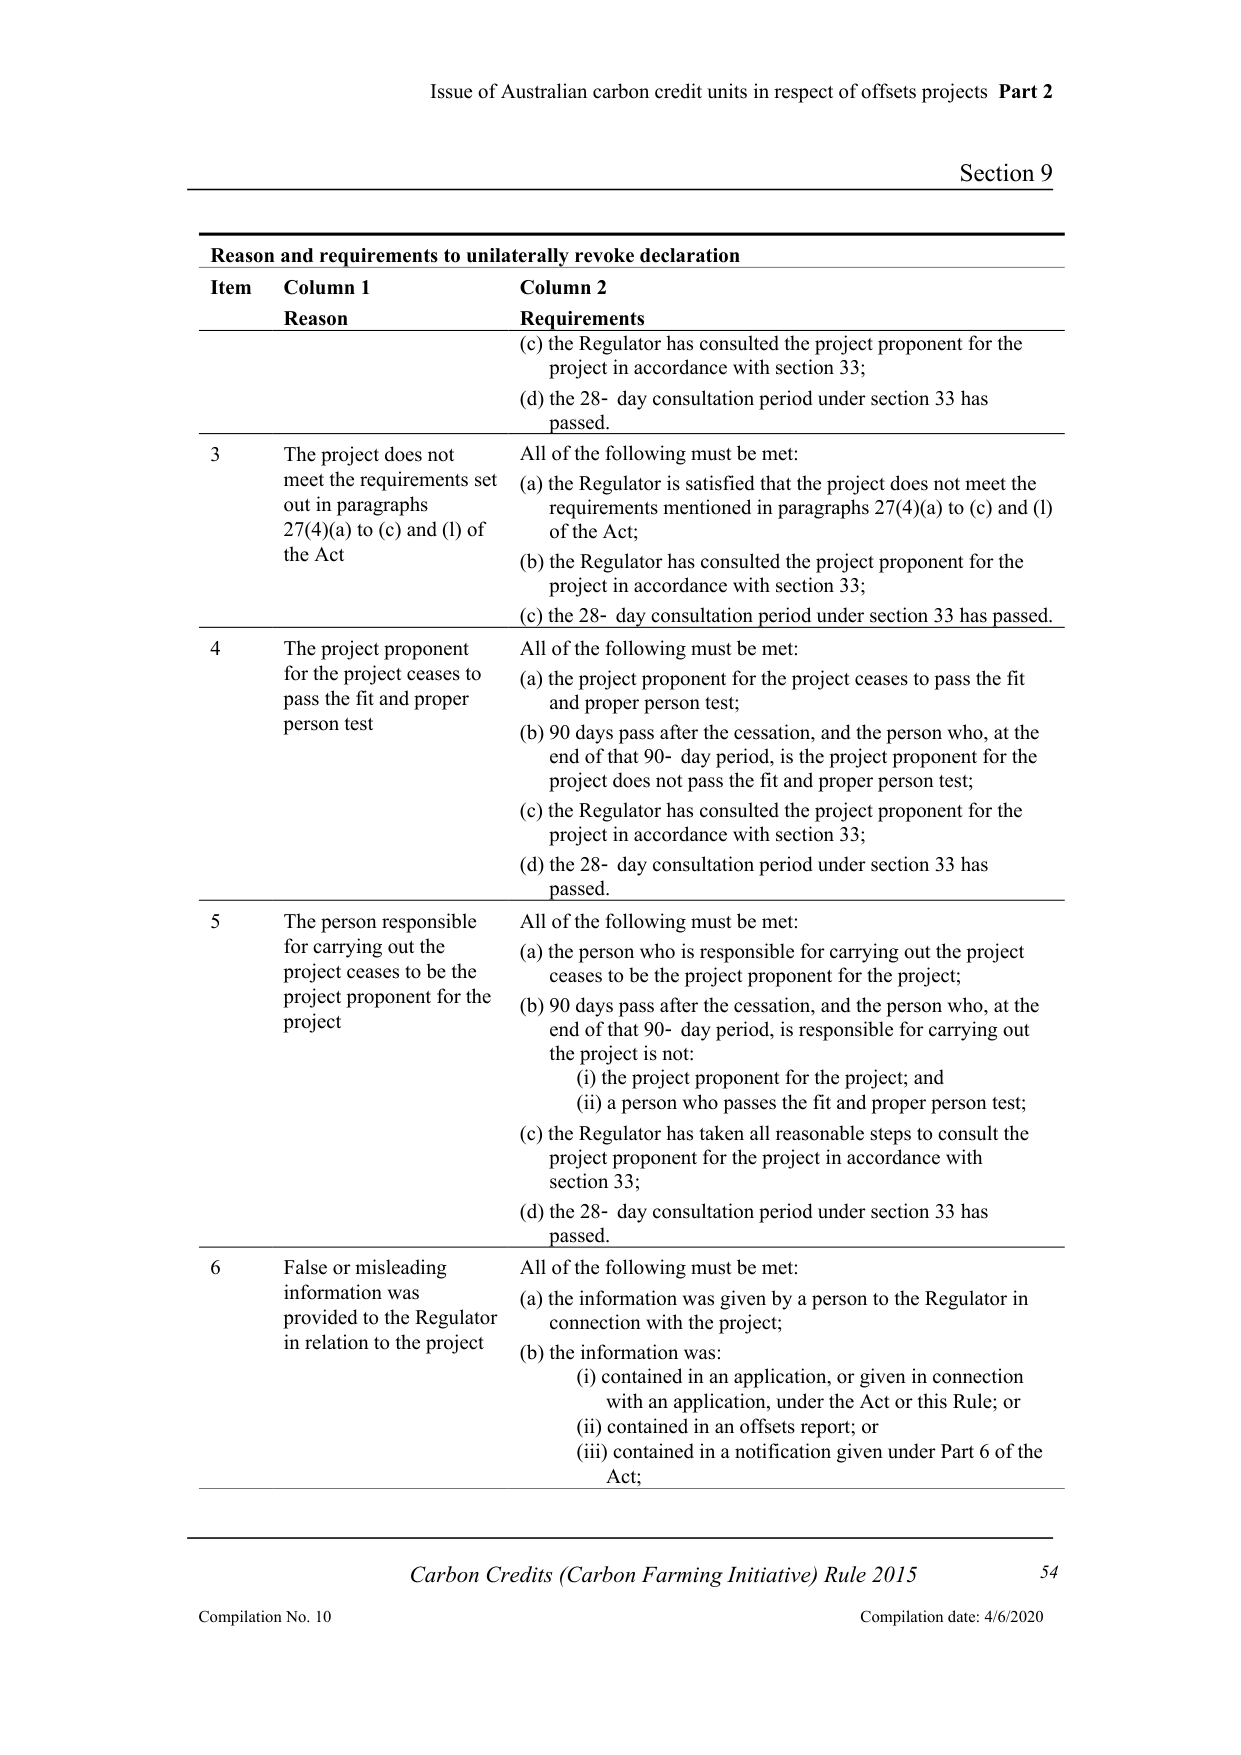 Issue of Australian carbon credit units in respect of offsets projects Part 2
Section 9
Reason and requirements to unilaterally revoke declaration
Item Column 1 Column 2
Reason Requirements
(c) the Regulator has consulted the project proponent for the
project in accordance with section 33;
(d) the 28- day consultation period under section 33 has
passed.
3 The project does not
meet the requirements set
out in paragraphs
27(4)(a) to (c) and (l) of
the Act
All of the following must be met:
(a) the Regulator is satisfied that the project does not meet the
requirements mentioned in paragraphs 27(4)(a) to (c) and (l)
of the Act;
(b) the Regulator has consulted the project proponent for the
project in accordance with section 33;
(c) the 28- day consultation period under section 33 has passed.
4 The project proponent
for the project ceases to
pass the fit and proper
person test
All of the following must be met:
(a) the project proponent for the project ceases to pass the fit
and proper person test;
(b) 90 days pass after the cessation, and the person who, at the
end of that 90- day period, is the project proponent for the
project does not pass the fit and proper person test;
(c) the Regulator has consulted the project proponent for the
project in accordance with section 33;
(d) the 28- day consultation period under section 33 has
passed.
5 The person responsible
for carrying out the
project ceases to be the
project proponent for the
project
All of the following must be met:
(a) the person who is responsible for carrying out the project
ceases to be the project proponent for the project;
(b) 90 days pass after the cessation, and the person who, at the
end of that 90- day period, is responsible for carrying out
the project is not:
(i) the project proponent for the project; and
(ii) a person who passes the fit and proper person test;
(c) the Regulator has taken all reasonable steps to consult the
project proponent for the project in accordance with
section 33;
(d) the 28- day consultation period under section 33 has
passed.
6 False or misleading
information was
provided to the Regulator
in relation to the project
All of the following must be met:
(a) the information was given by a person to the Regulator in
connection with the project;
(b) the information was:
(i) contained in an application, or given in connection
with an application, under the Act or this Rule; or
(ii) contained in an offsets report; or
(iii) contained in a notification given under Part 6 of the
Act;
Carbon Credits (Carbon Farming Initiative) Rule 2015 54
Compilation No. 10 Compilation date: 4/6/2020